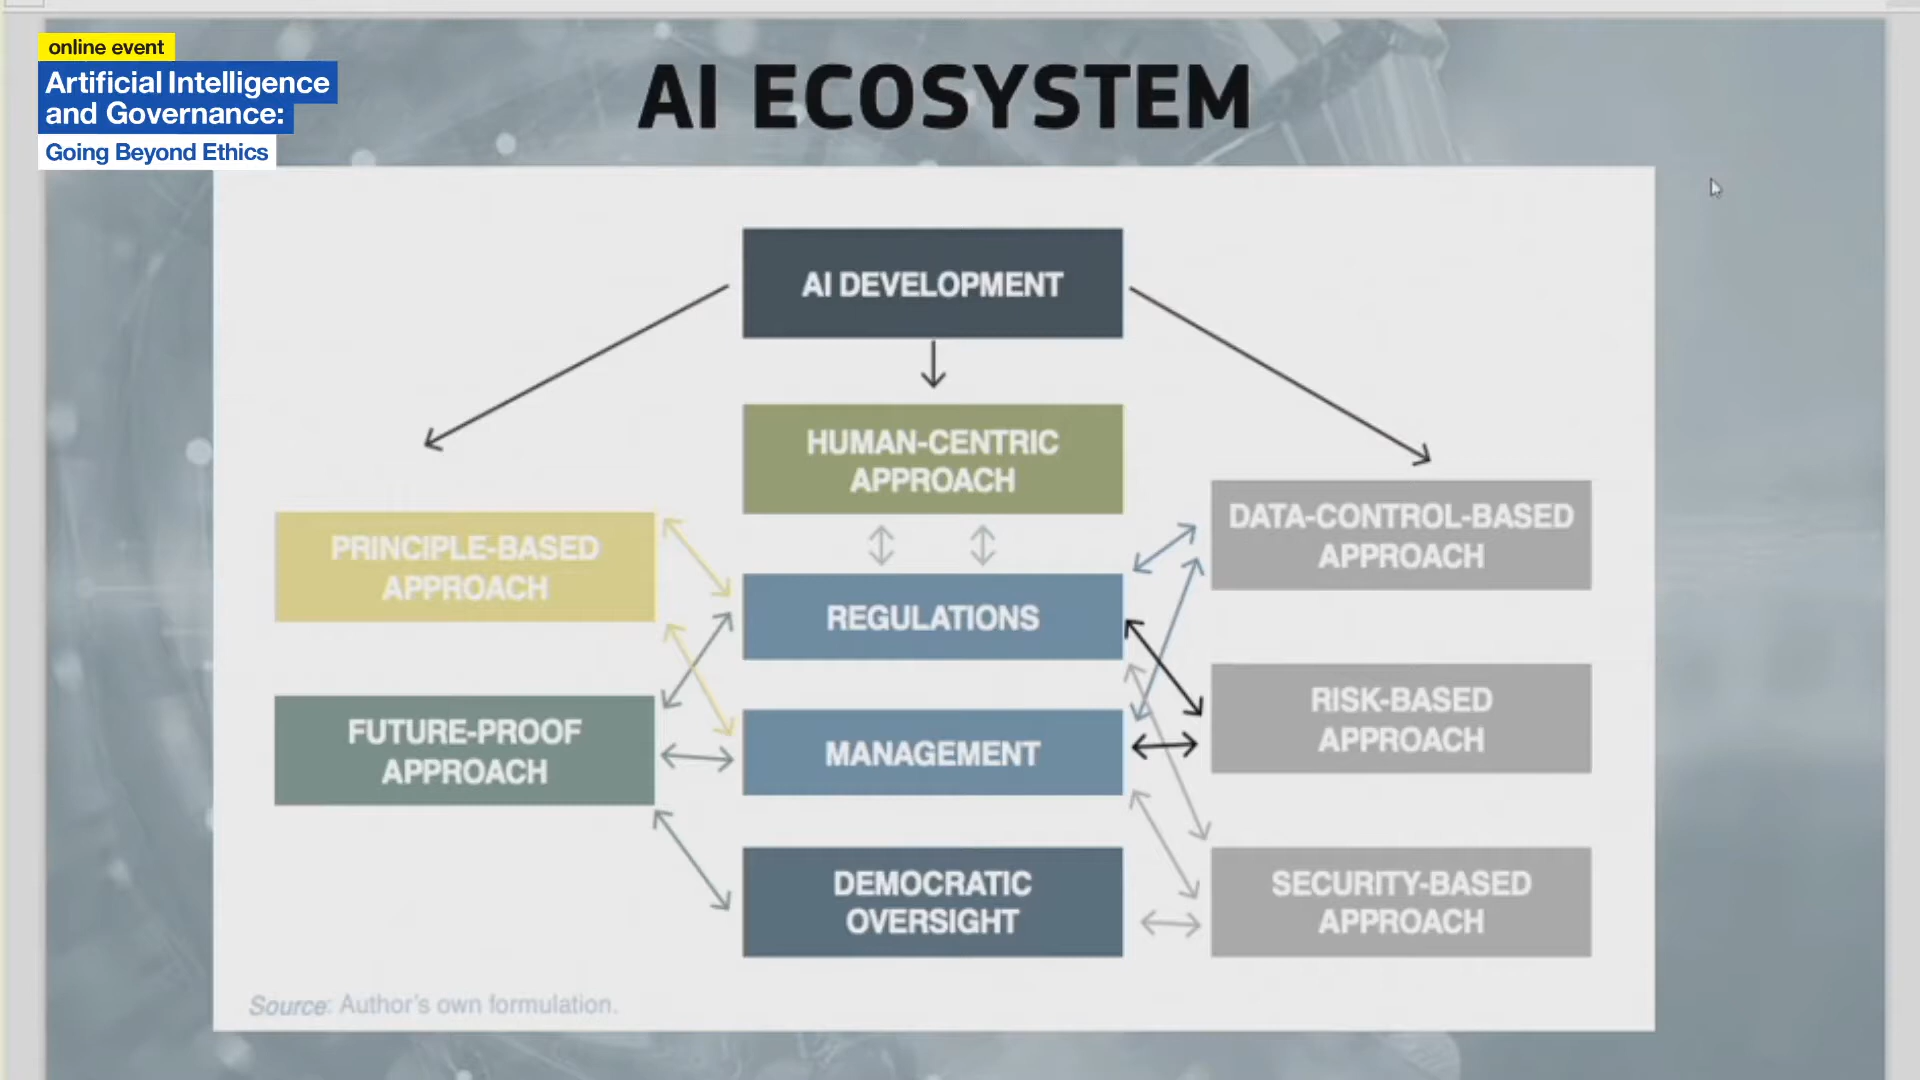 online event
Artificial Intelligence
and Governance:
Going Beyond Ethics
AI ECOSYSTEM
AI DEVELOPMENT
HUMAN-CENTRIC
APPROACH
PRINCIPLE-BASED
APPROACH
DATA-CONTROL-BASED
APPROACH
REGULATIONS
FUTURE-PROOF
APPROACH
MANAGEMENT
RISK-BASED
APPROACH
DEMOCRATIC
OVERSIGHT
SECURITY-BASED
APPROACH
Source: Author's own formulation.